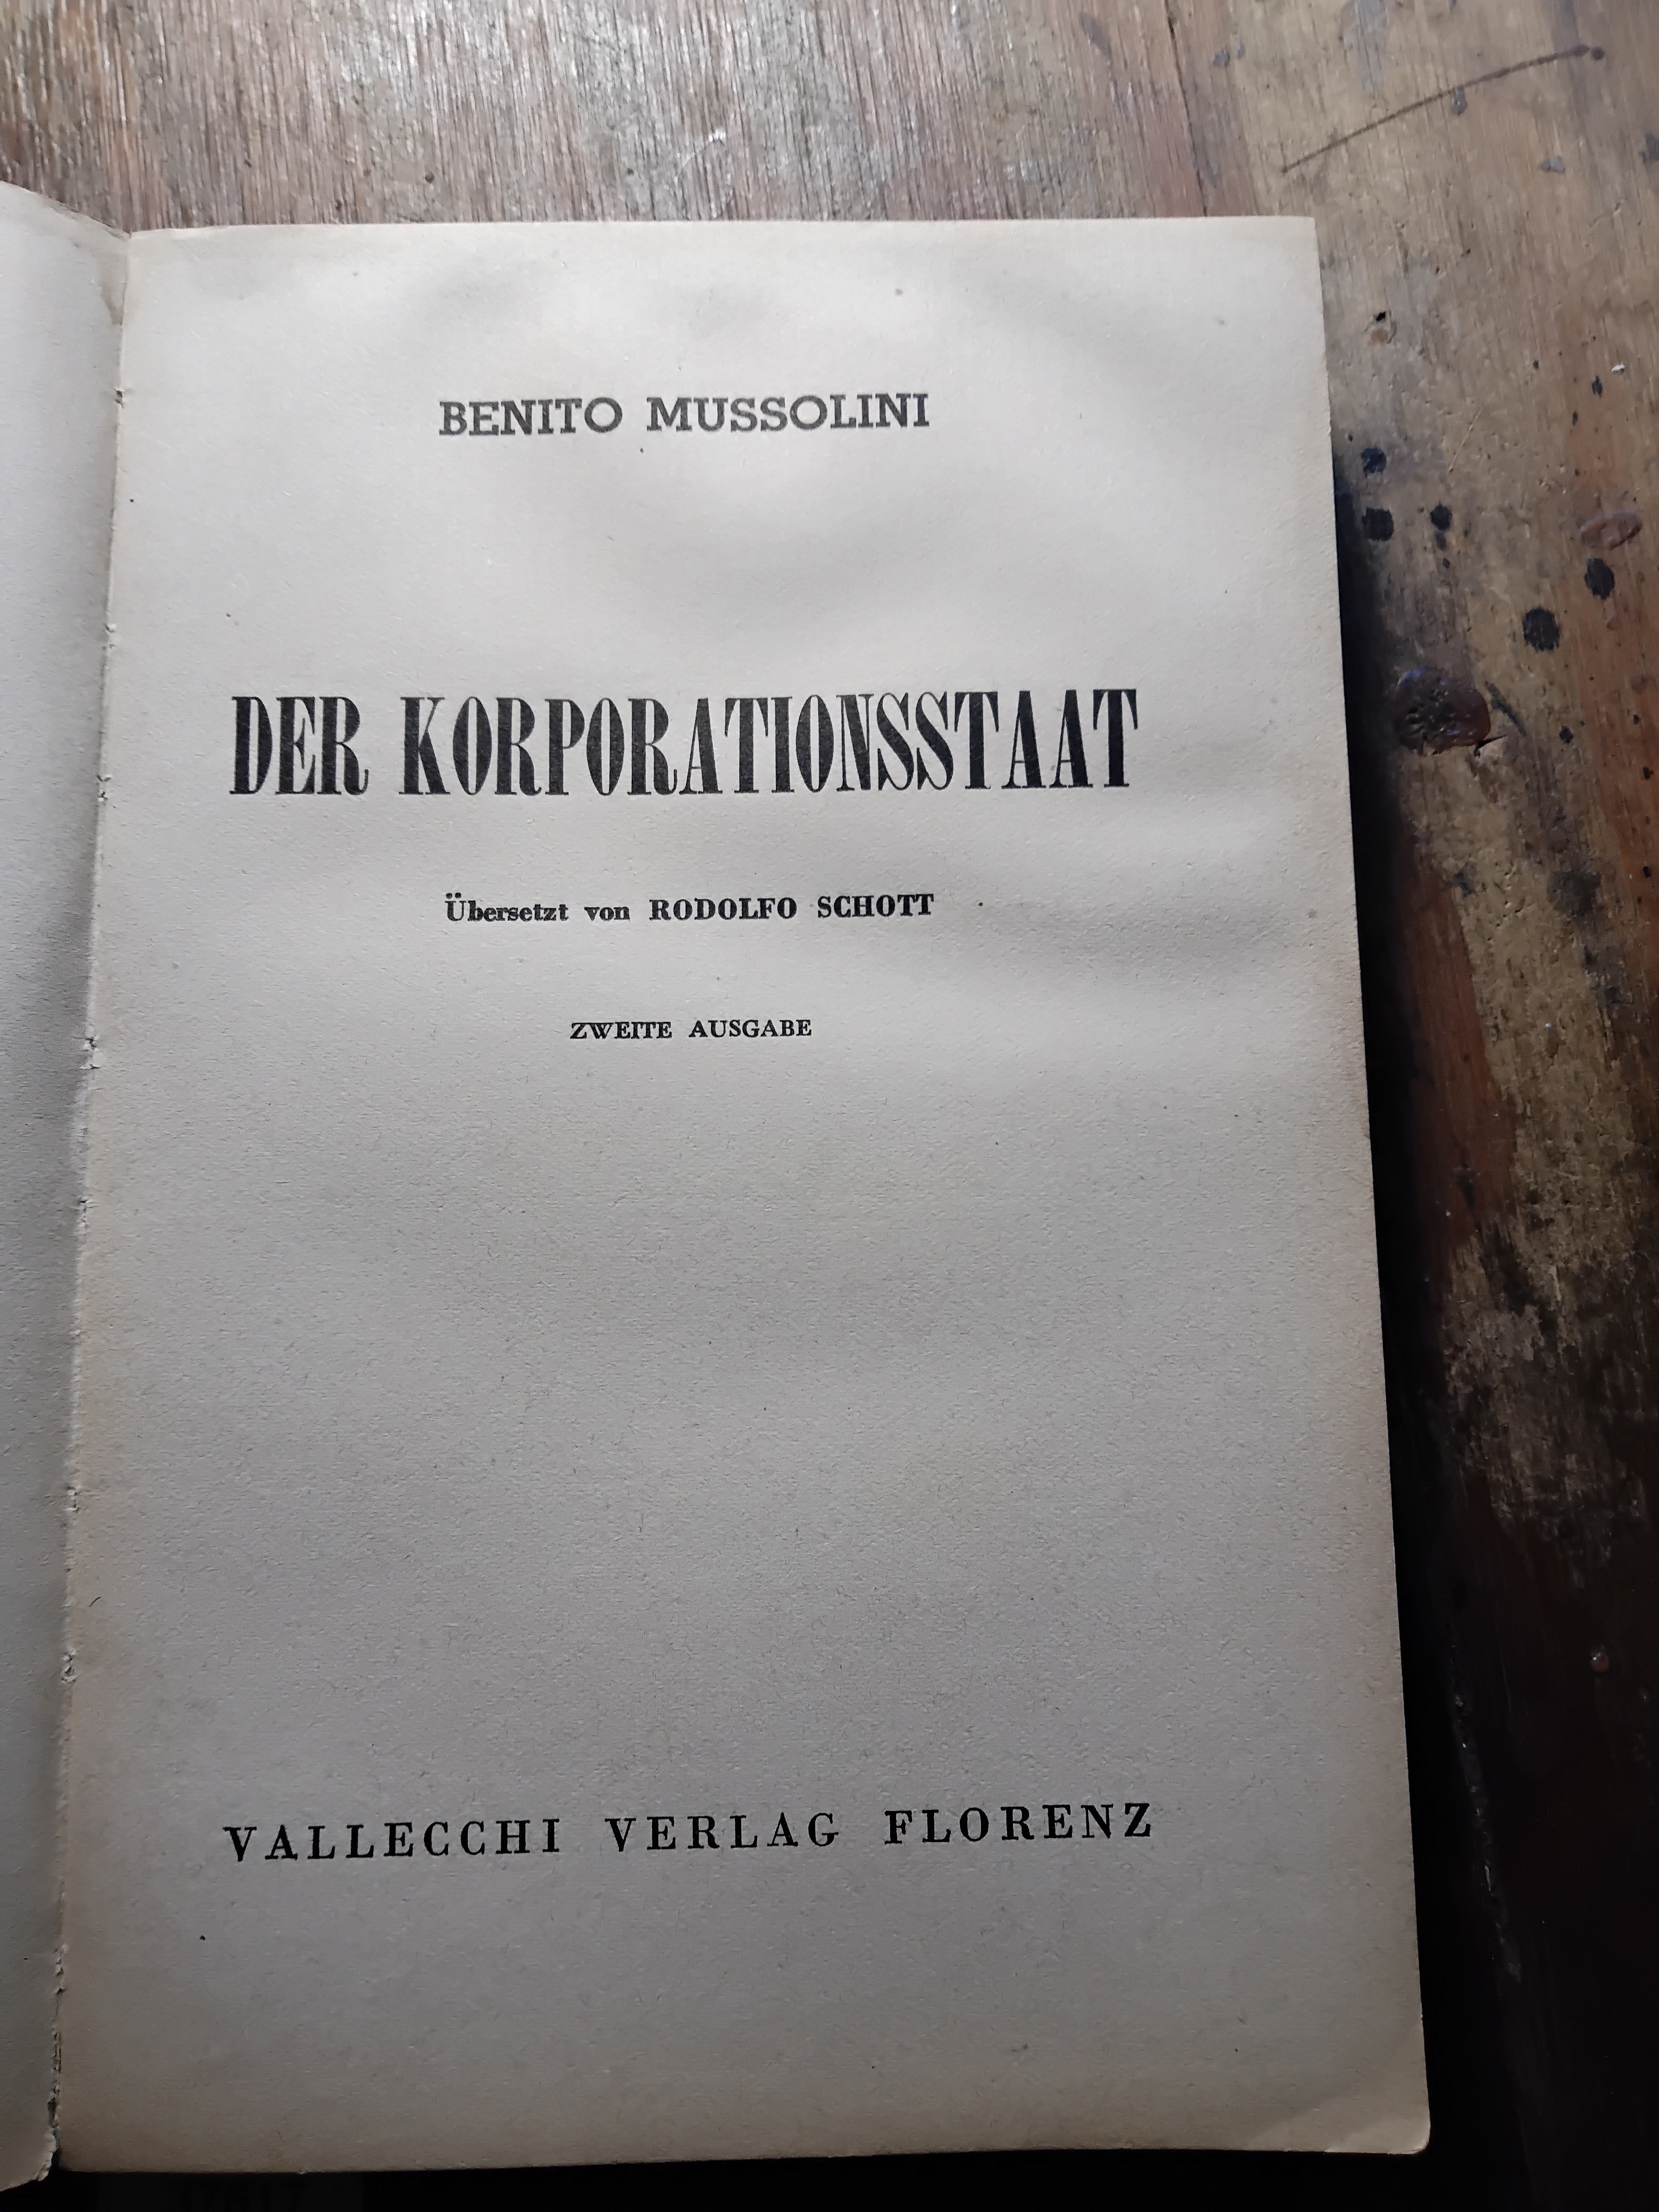 BENITO MUSSOLINI
DER KORPORATIONSSTAAT
Übersetzt von RODOLFO SCHOTT
ZWEITE AUSGABE
VALLECCHI VERLAG FLORENZ